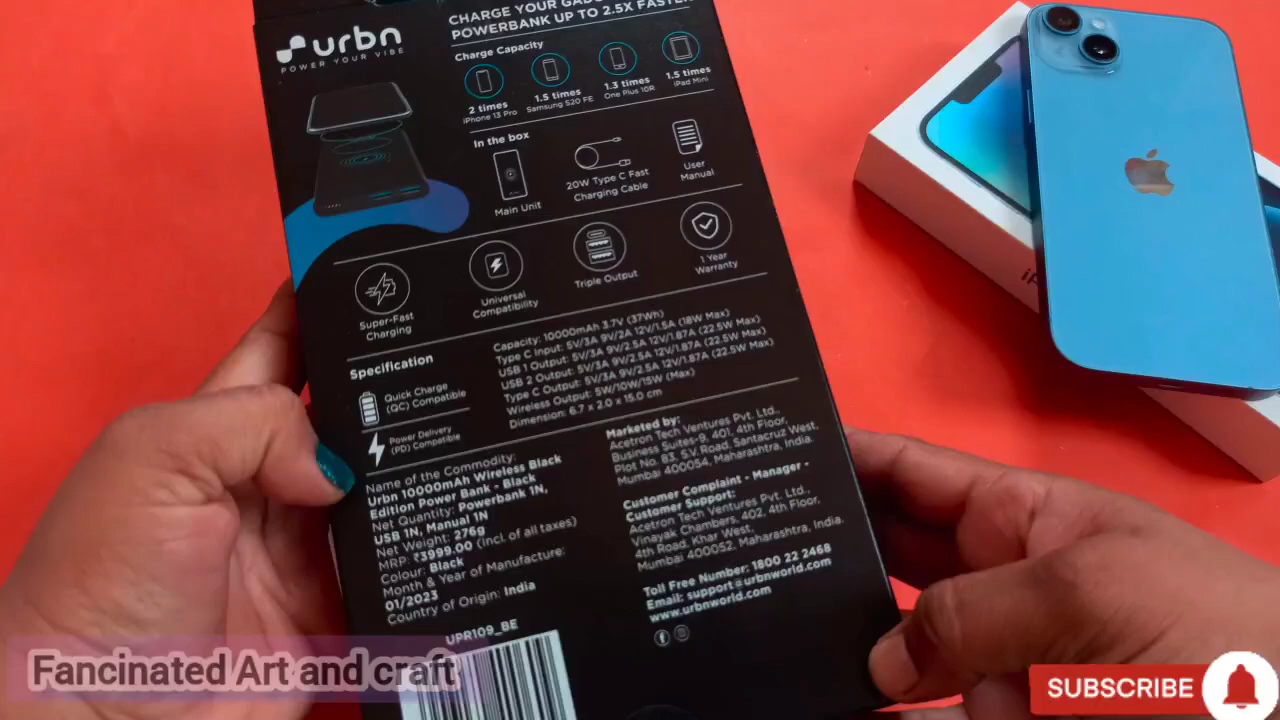 urbn
POWER YOUR VIBE
CHARGE YOUR
POWERBANK UP TO 2.5X FASTER
Charge Capacity
2 times
iPhone 13 Pro
1.5 times
Samsung S20 FE
1.3 times
One Plus 10R
1.5 times
iPad Mini
In the box
Main Unit
20W Type C Fast
Charging Cable
User
Manual
Super-Fast
Charging
Universal
Compatibility
Triple Output
1 Year
Warranty
Specification
Quick Charge
(QC) Compatible
Power Delivery
(PD) Compatible
Capacity: 10000mAh 3.7V (37Wh)
Type C Input: 5V/3A 9V/2A 12V/1.5A (18W Max)
USB 1 Output: 5V/3A 9V/2.5A 12V/1.87A (22.5W Max)
USB 2 Output: 5V/3A 9V/2.5A 12V/1.87A (22.5W Max)
Type C Output: 5V/3A 9V/2.5A 12V/1.87A (22.5W Max)
Wireless Output: 5W/10W/15W (Max)
Dimension: 6.7 x 2.0 x 15.0 cm
Name of the Commodity:
Urbn 10000mAh Wireless Black
Edition Power Bank - Black
Net Quantity: Powerbank 1N,
USB 1N, Manual 1N
Net Weight: 276g
MRP: ₹3999.00 (incl of all taxes)
Colour: Black
Month & Year of Manufacture:
01/2023
Country of Origin: India
UPR109_BE
Marketed by:
Acetron Tech Ventures Pvt. Ltd.,
Business Suites-9, 401, 4th Floor,
Plot No. 83, S.V. Road, Santacruz West,
Mumbai 400054, Maharashtra, India.
Customer Complaint - Manager -
Customer Support:
Acetron Tech Ventures Pvt. Ltd.,
Vinayak Chambers, 402, 4th Floor,
4th Road, Khar West,
Mumbai 400052, Maharashtra, India.
Toll Free Number: 1800 22 2468
Email: support@urbnworld.com
www.urbnworld.com
Fancinated Art and craft
SUBSCRIBE